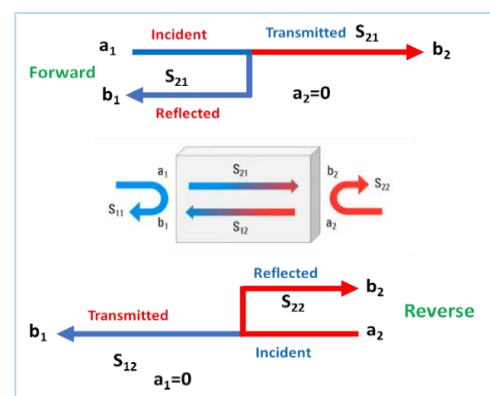 Incident Transmitted S21
a1 b2
Forward S21
b1 a2=0
Reflected
a1 S21 b2 S22
S11 b1 S12 a2
Reflected
S22 b2
b1 Transmitted Reverse
a2
S12 Incident
a1=0